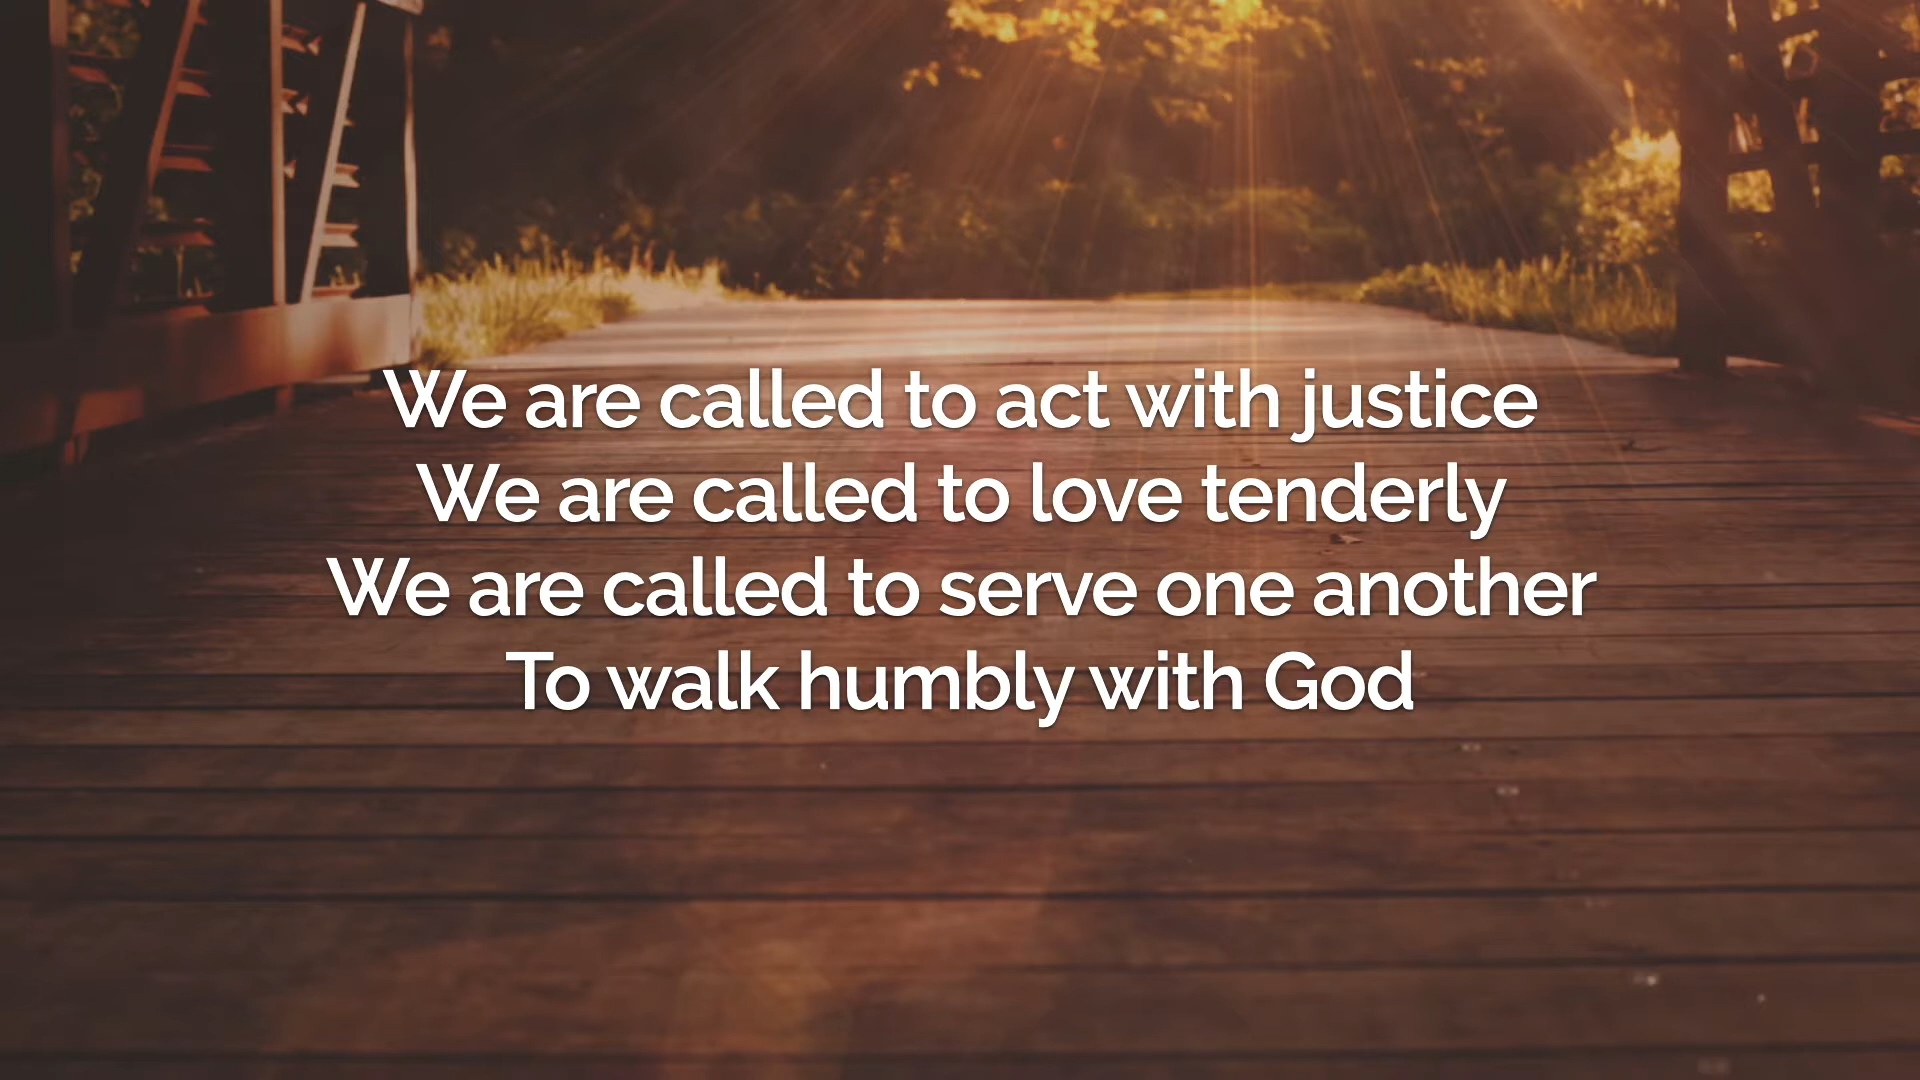 We are called to act with justice
We are called to love tenderly
We are called to serve one another
To walk humbly with God